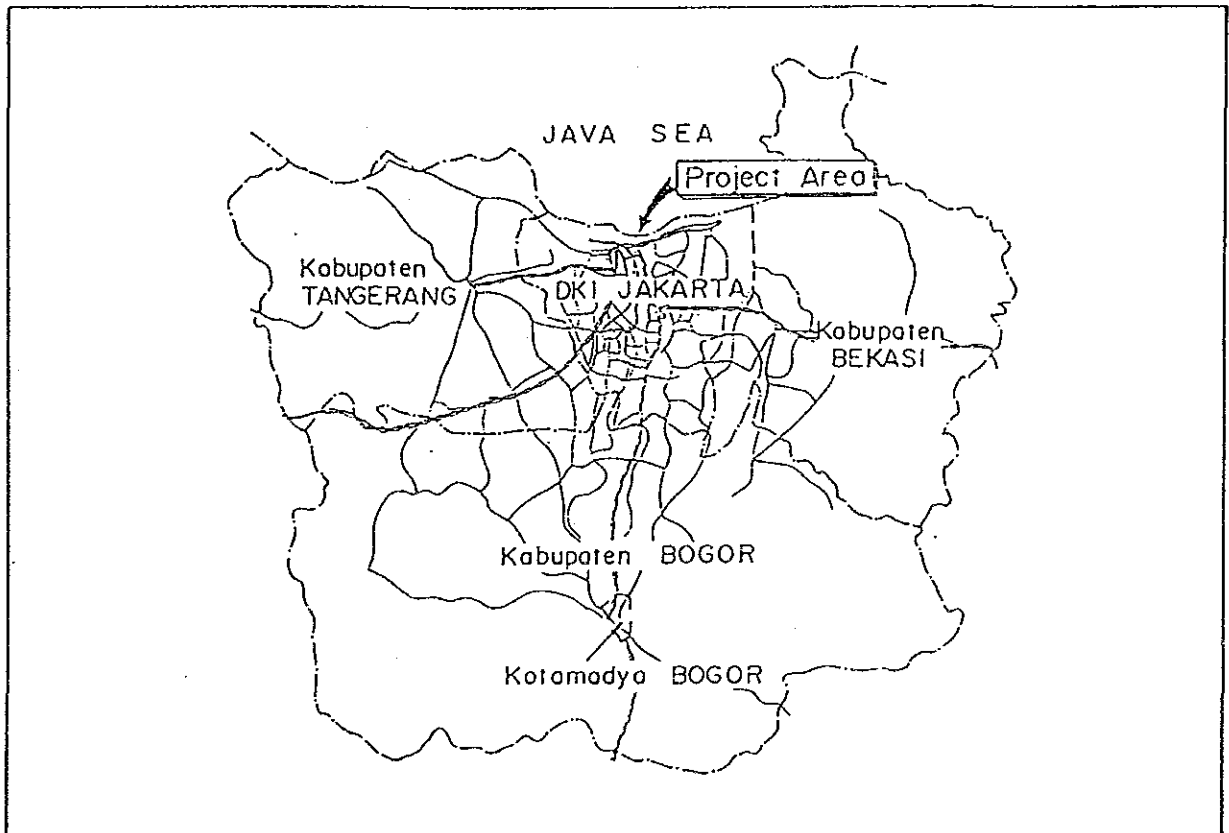 JAVA SEA
Project Area
Kabupaten
TANGERANG
DKI JAKARTA
Kabupaten
BEKASI
Kabupaten BOGOR
Kotamadya BOGOR